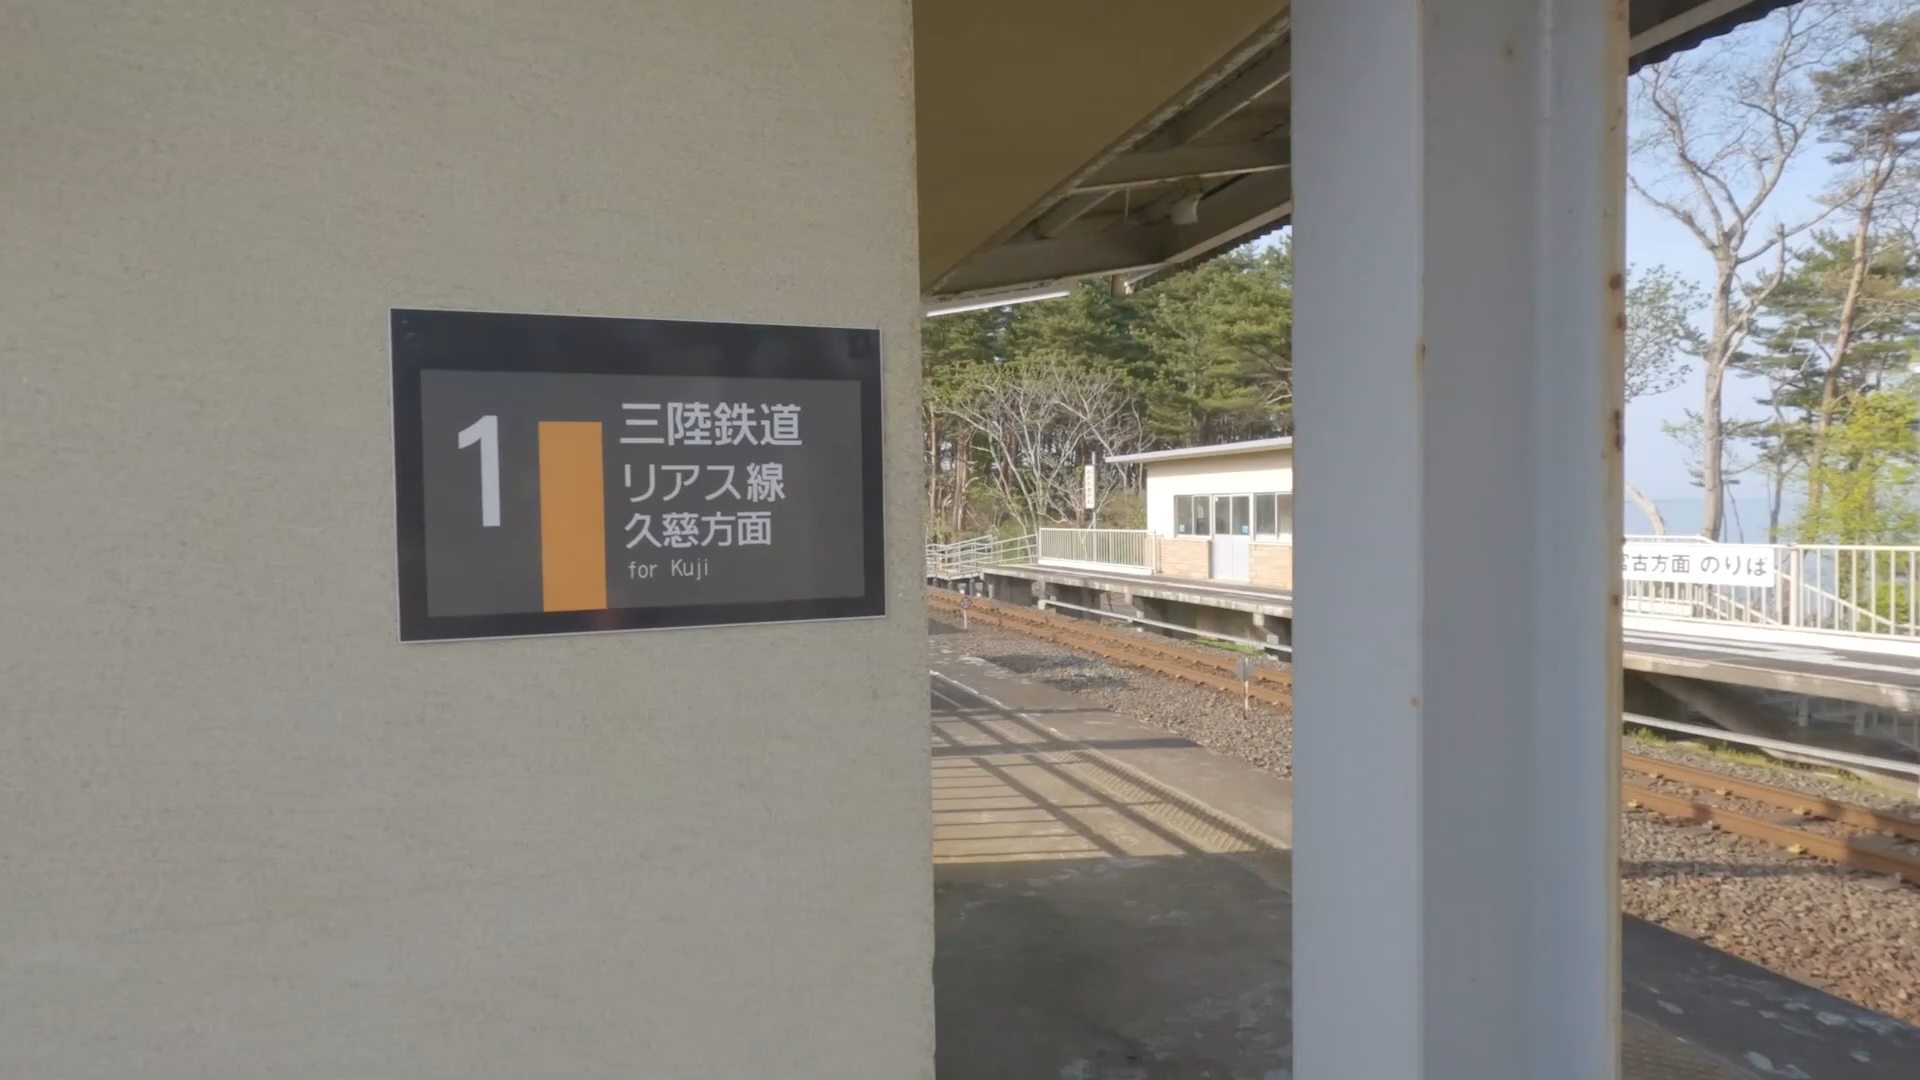 1
三陸鉄道
リアス線
久慈方面
for Kuji
宮古方面 のりば